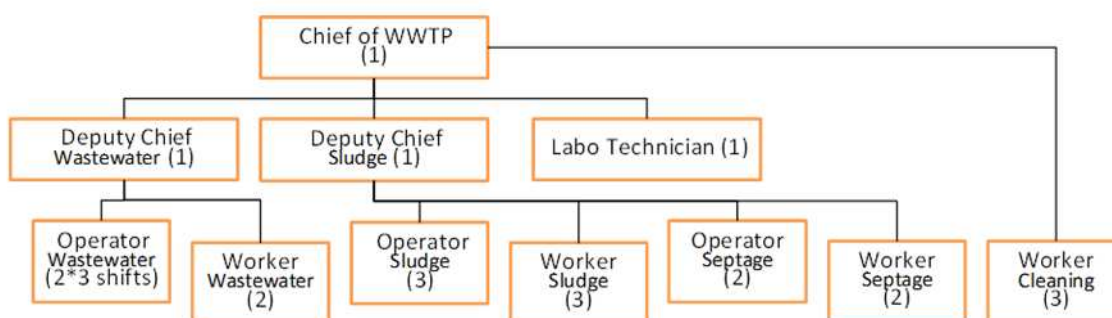 Chief of WWTP
(1)
Deputy Chief
Wastewater (1)
Deputy Chief
Sludge (1)
Labo Technician (1)
Operator
Wastewater
(2*3 shifts)
Worker
Wastewater
(2)
Operator
Sludge
(3)
Worker
Sludge
(3)
Operator
Septage
(2)
Worker
Septage
(2)
Worker
Cleaning
(3)